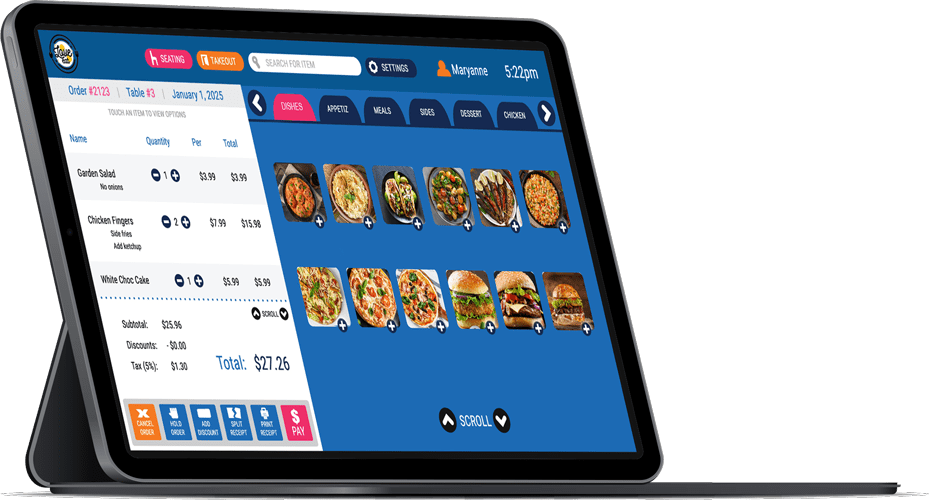 Love
SEATING
TAKEOUT
SEARCH FOR ITEM
SETTINGS
Maryanne
5:22pm
Order #2123 | Table #3 | January 1, 2025
TOUCH AN ITEM TO VIEW OPTIONS
Name Quantity Per Total
Garden Salad 1 $3.99 $3.99
No onions
Chicken Fingers 2 $7.99 $15.98
Side fries
Add ketchup
White Choc Cake 1 $5.99 $5.99
SCROLL
Subtotal: $25.96
Discounts: - $0.00
Tax (5%): $1.30
Total: $27.26
CANCEL ORDER
HOLD ORDER
ADD DISCOUNT
SPLIT RECEIPT
PRINT RECEIPT
$ PAY
DISHES
APPETIZ
MEALS
SIDES
DESSERT
CHICKEN
SCROLL